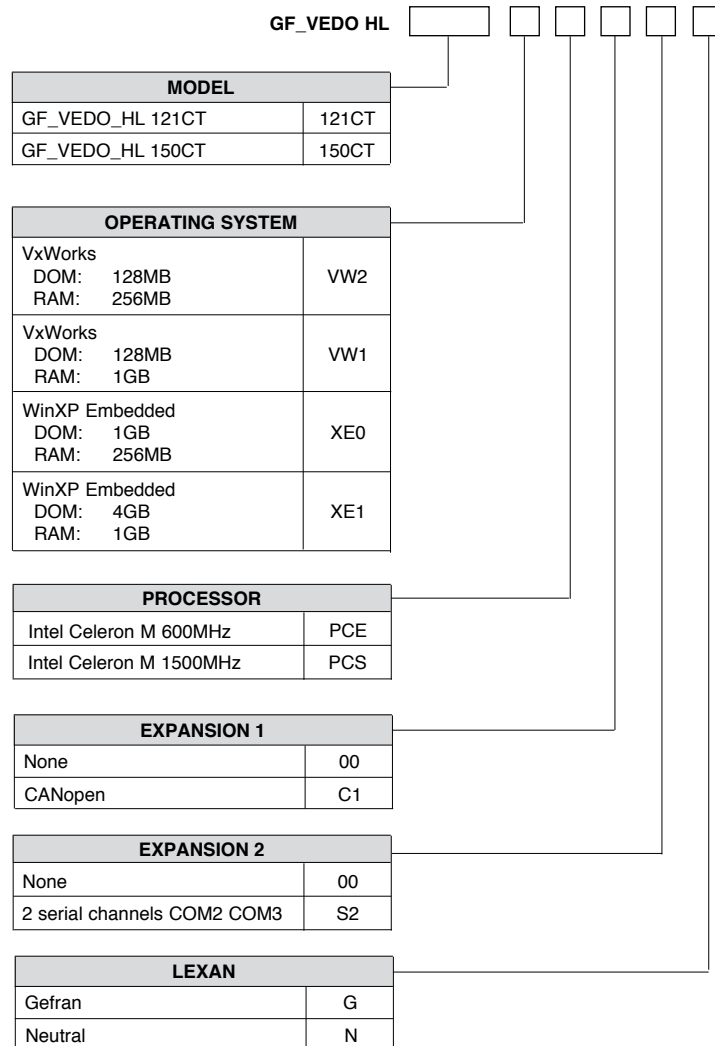 GF_VEDO HL
MODEL
GF_VEDO_HL 121CT 121CT
GF_VEDO_HL 150CT 150CT
OPERATING SYSTEM
VxWorks
DOM: 128MB
RAM: 256MB
VW2
VxWorks
DOM: 128MB
RAM: 1GB
VW1
WinXP Embedded
DOM: 1GB
RAM: 256MB
XE0
WinXP Embedded
DOM: 4GB
RAM: 1GB
XE1
PROCESSOR
Intel Celeron M 600MHz PCE
Intel Celeron M 1500MHz PCS
EXPANSION 1
None 00
CANopen C1
EXPANSION 2
None 00
2 serial channels COM2 COM3 S2
LEXAN
Gefran G
Neutral N